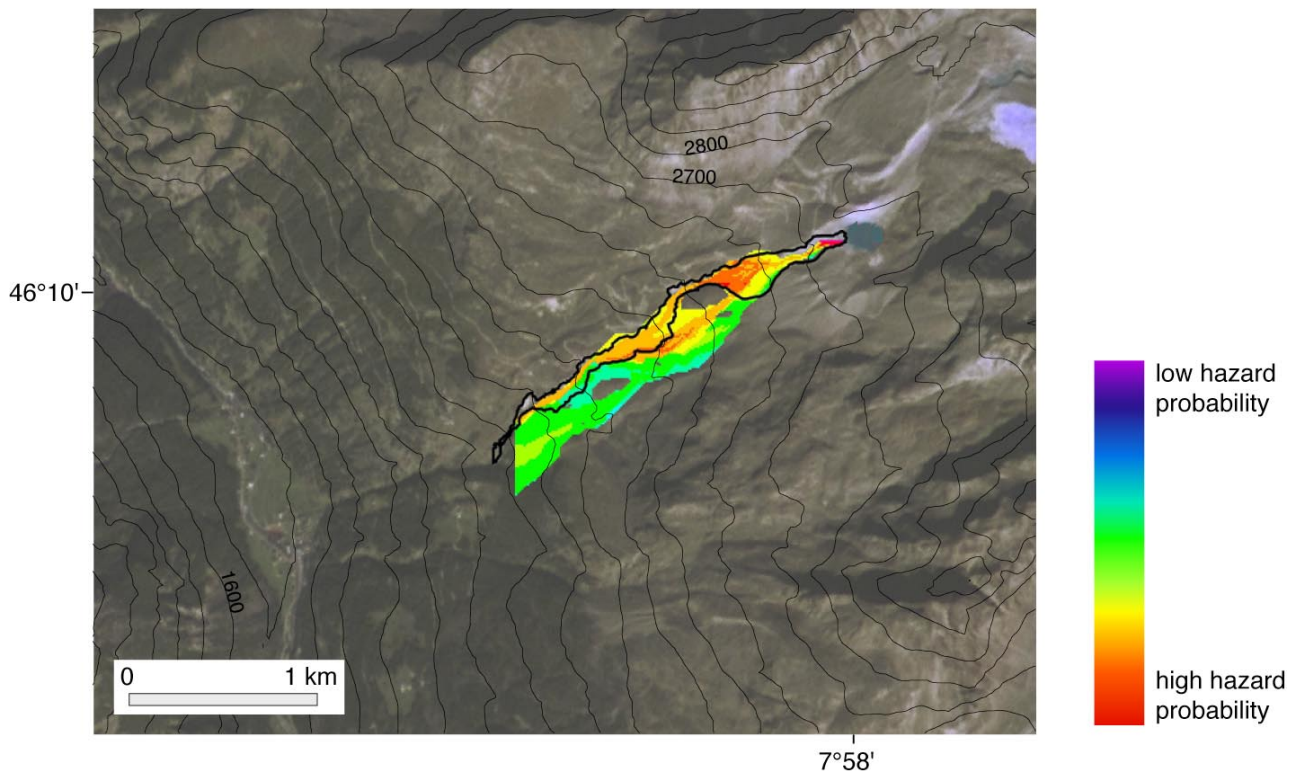 2800
2700
46°10'
low hazard
probability
1600
0 1 km
high hazard
probability
7°58'